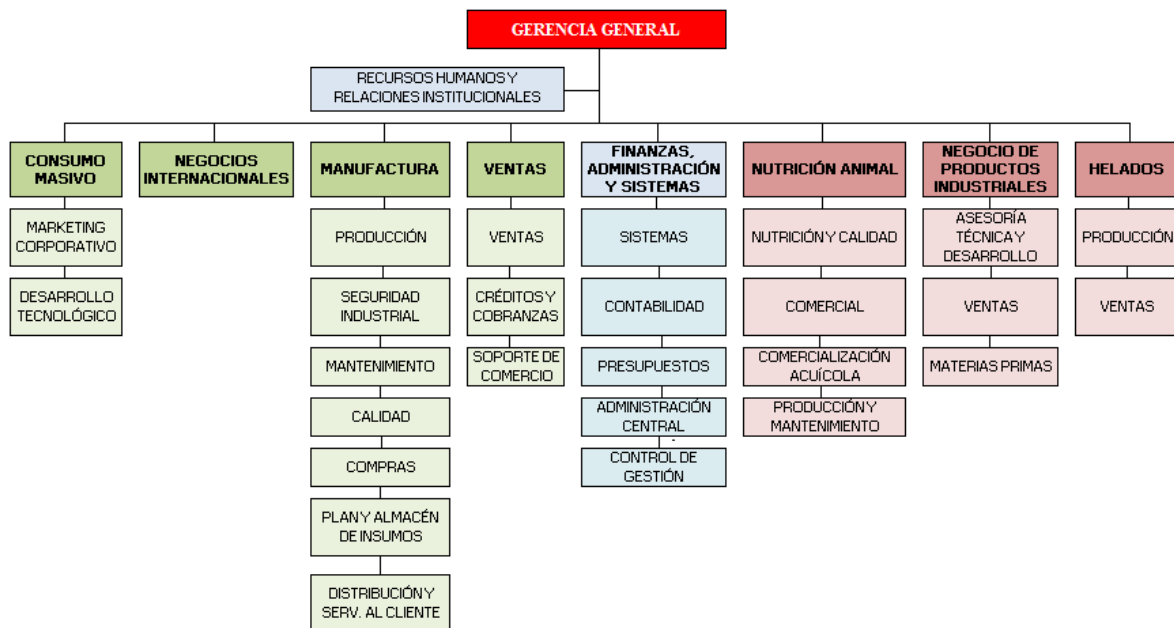 GERENCIA GENERAL
RECURSOS HUMANOS Y
RELACIONES INSTITUCIONALES
CONSUMO
MASIVO
MARKETING
CORPORATIVO
DESARROLLO
TECNOLÓGICO
NEGOCIOS
INTERNACIONALES
MANUFACTURA
PRODUCCIÓN
SEGURIDAD
INDUSTRIAL
MANTENIMIENTO
CALIDAD
COMPRAS
PLAN Y ALMACÉN
DE INSUMOS
DISTRIBUCIÓN Y
SERV. AL CLIENTE
VENTAS
VENTAS
CRÉDITOS Y
COBRANZAS
SOPORTE DE
COMERCIO
FINANZAS,
ADMINISTRACIÓN
Y SISTEMAS
SISTEMAS
CONTABILIDAD
PRESUPUESTOS
ADMINISTRACIÓN
CENTRAL
CONTROL DE
GESTIÓN
NUTRICIÓN ANIMAL
NUTRICIÓN Y CALIDAD
COMERCIAL
COMERCIALIZACIÓN
ACUÍCOLA
PRODUCCIÓN Y
MANTENIMIENTO
NEGOCIO DE
PRODUCTOS
INDUSTRIALES
ASESORÍA
TÉCNICA Y
DESARROLLO
VENTAS
MATERIAS PRIMAS
HELADOS
PRODUCCIÓN
VENTAS